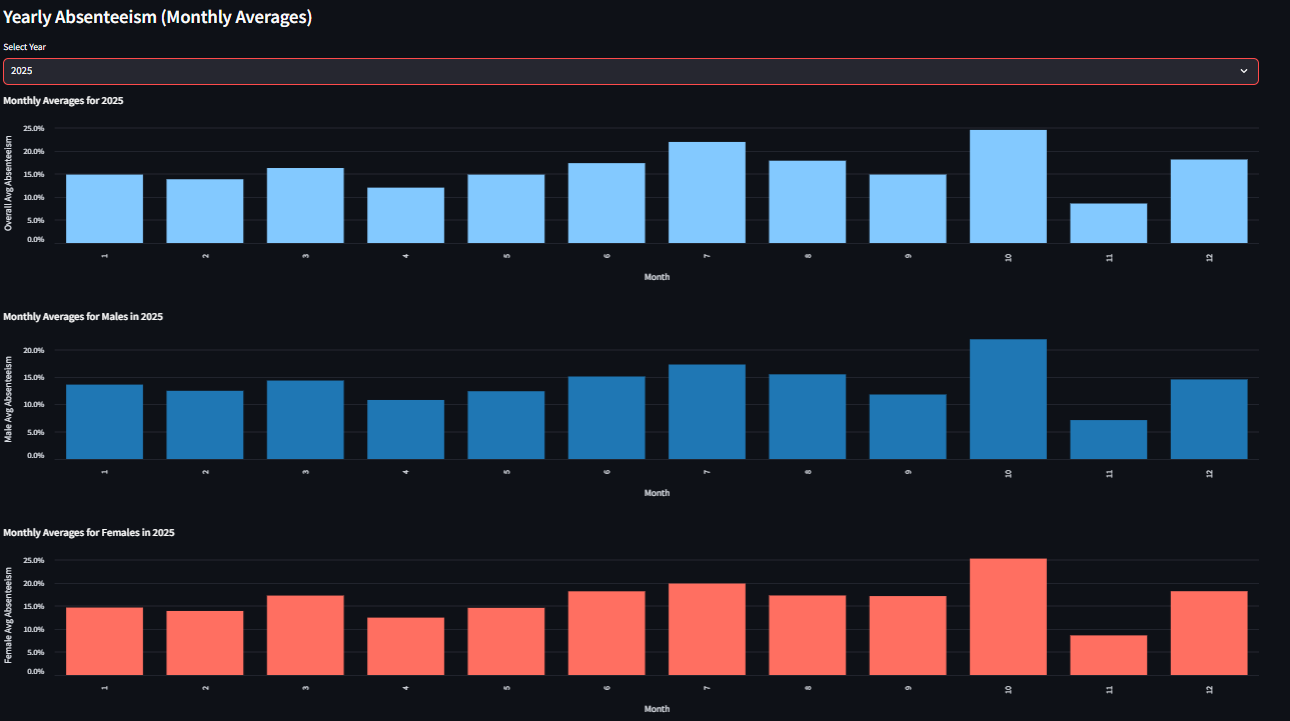 Yearly Absenteeism (Monthly Averages)
Select Year
2025
Monthly Averages for 2025
Overall Avg Absenteeism
25.0%
20.0%
15.0%
10.0%
5.0%
0.0%
1 2 3 4 5 6 7 8 9 10 11 12
Month
Monthly Averages for Males in 2025
Male Avg Absenteeism
20.0%
15.0%
10.0%
5.0%
0.0%
1 2 3 4 5 6 7 8 9 10 11 12
Month
Monthly Averages for Females in 2025
Female Avg Absenteeism
25.0%
20.0%
15.0%
10.0%
5.0%
0.0%
1 2 3 4 5 6 7 8 9 10 11 12
Month